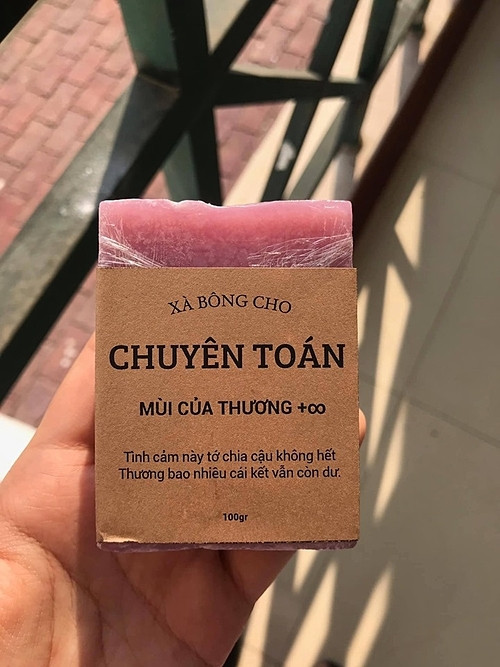 XÀ BÔNG CHO
CHUYÊN TOÁN
MÙI CỦA THƯƠNG +∞
Tình cảm này tớ chia cậu không hết
Thương bao nhiêu cái kết vẫn còn dư.
100gr